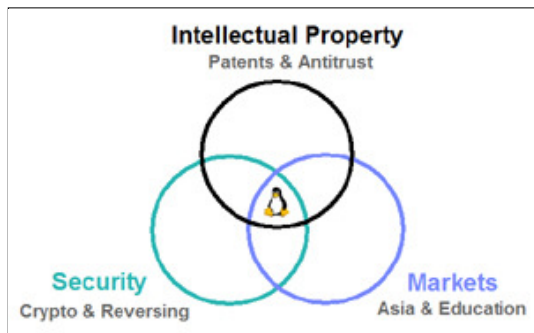 Intellectual Property
Patents & Antitrust
Security
Crypto & Reversing
Markets
Asia & Education